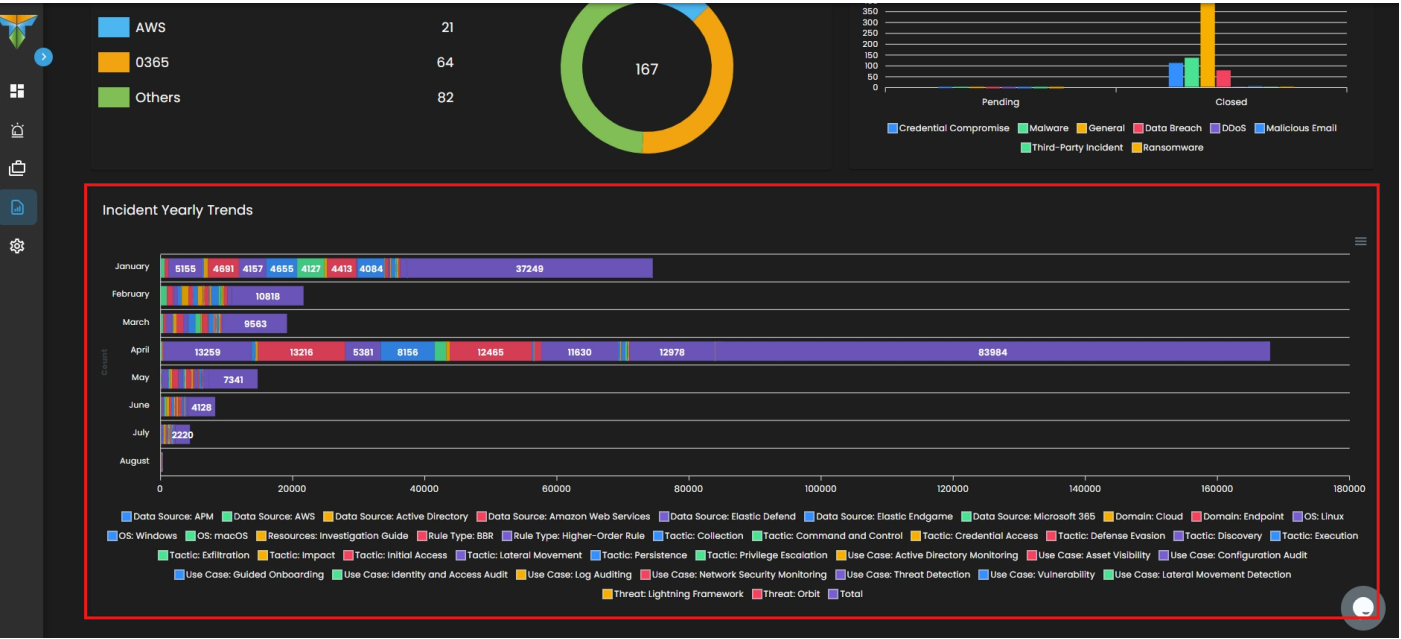 AWS 21
0365 64
Others 82
167
350
300
250
200
150
100
50
0
Pending Closed
Credential Compromise Malware General Data Breach DDoS Malicious Email
Third-Party Incident Ransomware
Incident Yearly Trends
January 5155 4691 4157 4655 4127 4413 4084 37249
February 10818
March 9563
Count
April 13259 13216 5381 8156 12465 11630 12978 83984
May 7341
June 4128
July 2220
August
0 20000 40000 60000 80000 100000 120000 140000 160000 180000
Data Source: APM Data Source: AWS Data Source: Active Directory Data Source: Amazon Web Services Data Source: Elastic Defend Data Source: Elastic Endgame Data Source: Microsoft 365 Domain: Cloud Domain: Endpoint OS: Linux
OS: Windows OS: macOS Resources: Investigation Guide Rule Type: BBR Rule Type: Higher-Order Rule Tactic: Collection Tactic: Command and Control Tactic: Credential Access Tactic: Defense Evasion Tactic: Discovery Tactic: Execution
Tactic: Exfiltration Tactic: Impact Tactic: Initial Access Tactic: Lateral Movement Tactic: Persistence Tactic: Privilege Escalation Use Case: Active Directory Monitoring Use Case: Asset Visibility Use Case: Configuration Audit
Use Case: Guided Onboarding Use Case: Identity and Access Audit Use Case: Log Auditing Use Case: Network Security Monitoring Use Case: Threat Detection Use Case: Vulnerability Use Case: Lateral Movement Detection
Threat: Lightning Framework Threat: Orbit Total